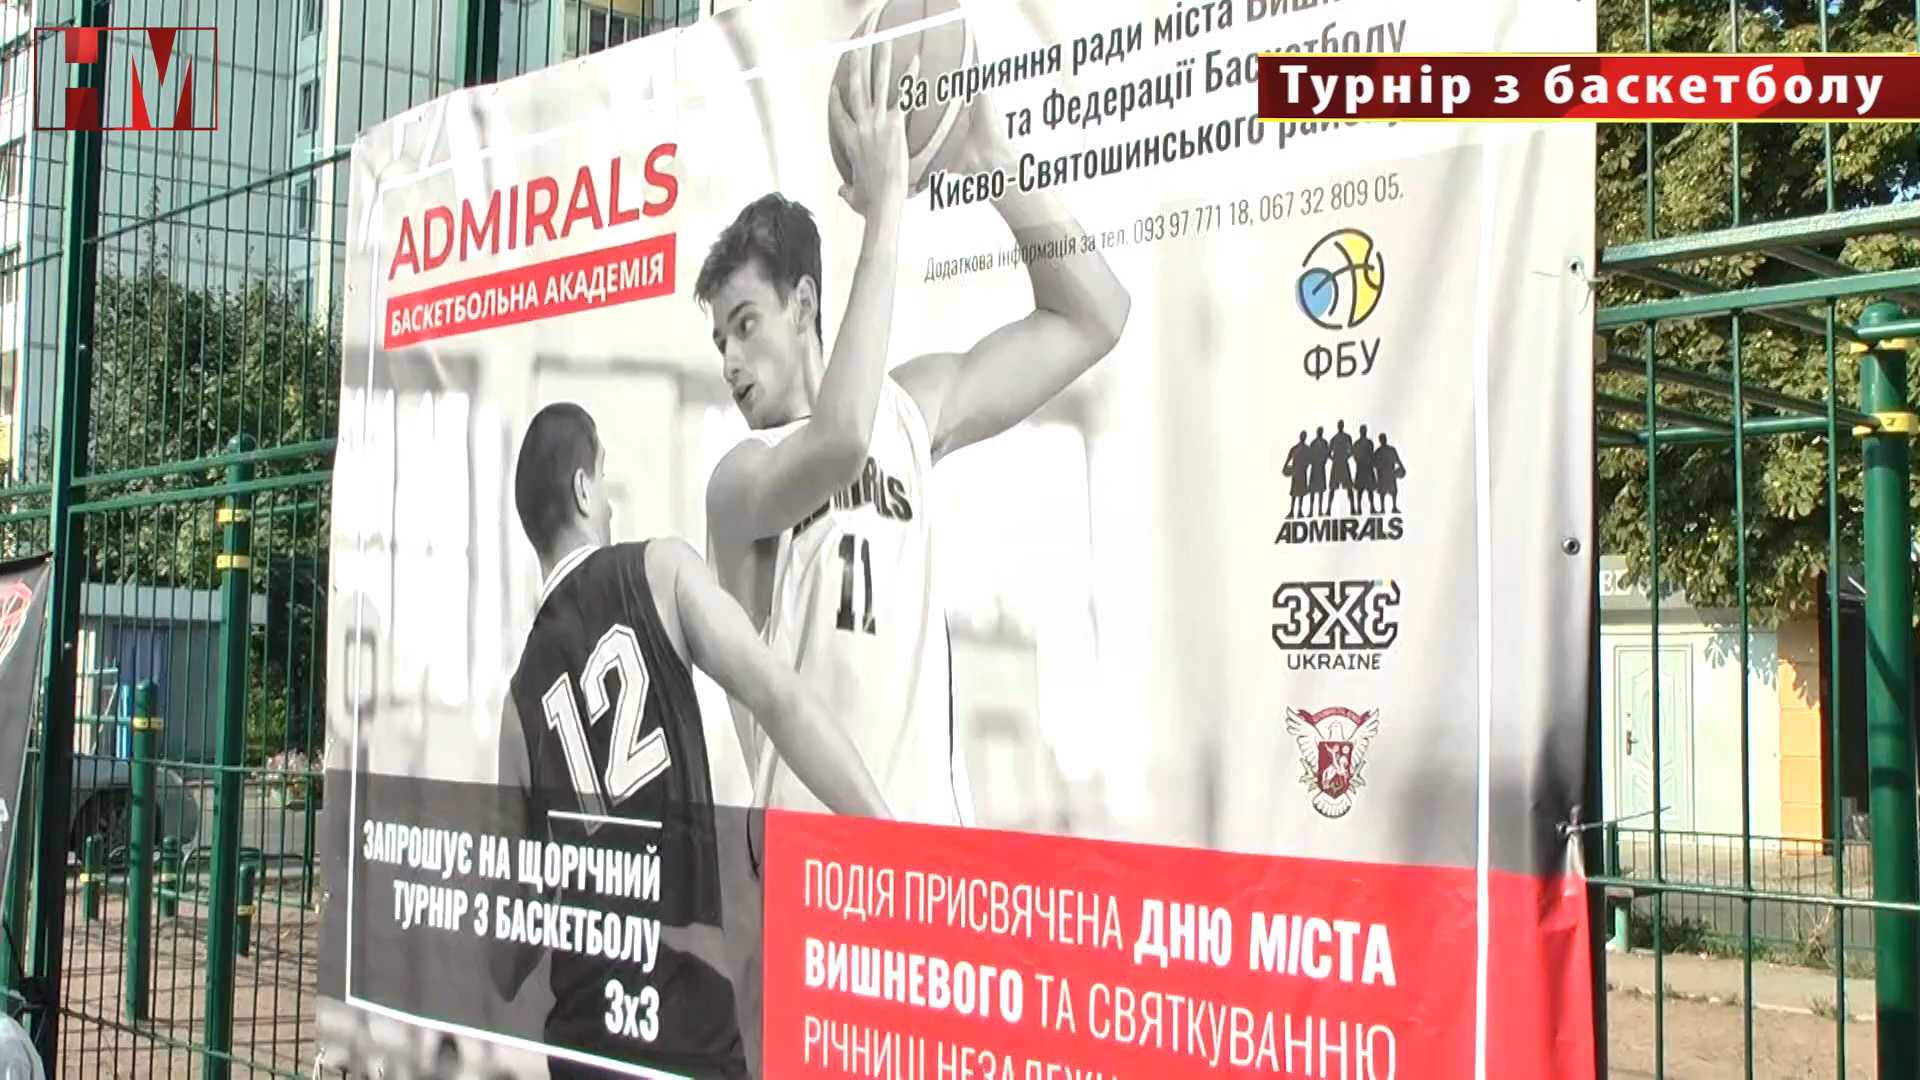 НМ
Турнір з баскетболу
За сприяння ради міста
та Федерації
Києво-Святошинського
Додаткова інформація за тел. 093 97 771 18, 067 32 809 05.
ADMIRALS
БАСКЕТБОЛЬНА АКАДЕМІЯ
ФБУ
ADMIRALS
11
ADMIRALS
3X3
UKRAINE
12
ЗАПРОШУЄ НА ЩОРІЧНИЙ
ТУРНІР З БАСКЕТБОЛУ
3х3
ПОДІЯ ПРИСВЯЧЕНА ДНЮ МІСТА
ВИШНЕВОГО ТА СВЯТКУВАННЮ
РІЧНИЦІ